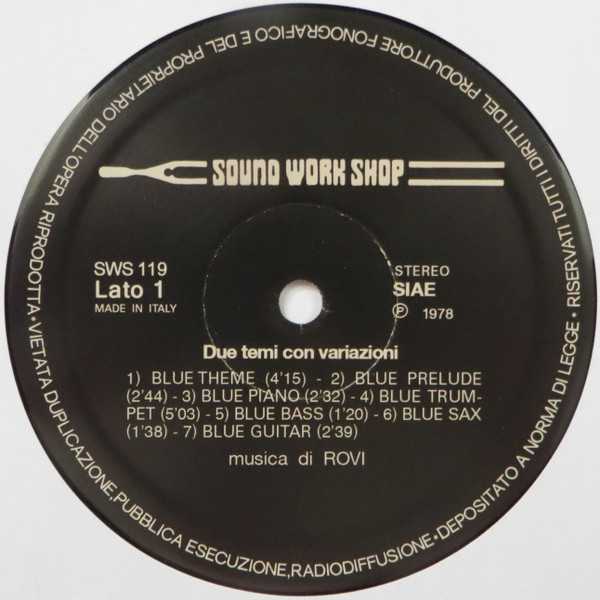 SOUND WORK SHOP
SWS 119
Lato 1
MADE IN ITALY
STEREO
SIAE
Ⓟ 1978
Due temi con variazioni
1) BLUE THEME (4'15) - 2) BLUE PRELUDE
(2'44) - 3) BLUE PIANO (2'32) - 4) BLUE TRUM-
PET (5'03) - 5) BLUE BASS (1'20) - 6) BLUE SAX
(1'38) - 7) BLUE GUITAR (2'39)
musica di ROVI
RISERVATI TUTTI I DIRITTI DEL PRODUTTORE FONOGRAFICO E DEL PROPRIETARIO DELL'OPERA RIPRODOTTA • VIETATA DUPLICAZIONE, PUBBLICA ESECUZIONE, RADIODIFFUSIONE • DEPOSITATO A NORMA DI LEGGE •